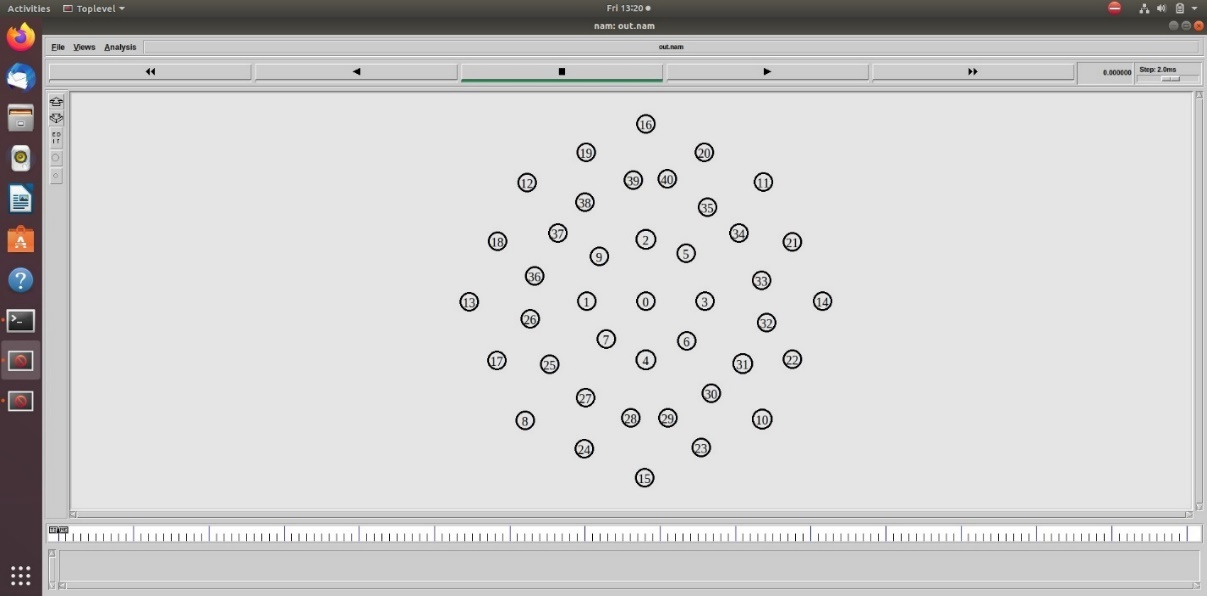 Activities Toplevel Fri 13:20
nam: out.nam
File Views Analysis out.nam
0.000000 Step: 2.0ms
16
19 20
39 40
12 11
38 35
37 34
18 2 21
9 5
36 33
13 1 0 3 14
26 32
7 6
17 25 4 31 22
27 30
8 28 29 10
24 23
15
TIME